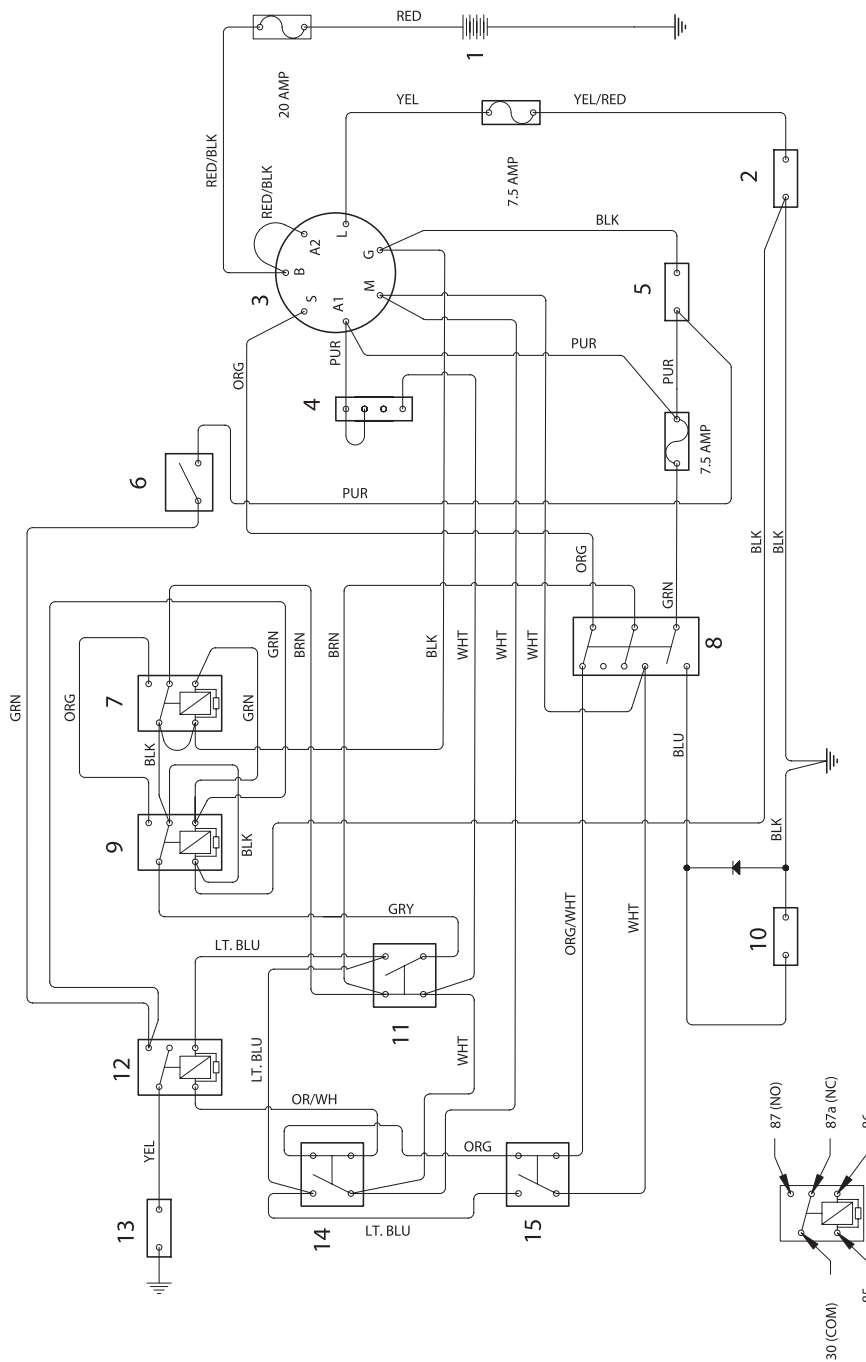 RED
1
20 AMP
RED/BLK
RED/BLK
YEL
YEL/RED
7.5 AMP
2
3
B
A2
L
S
A1
M
G
BLK
5
PUR
PUR
PUR
7.5 AMP
4
ORG
6
PUR
GRN
ORG
GRN
8
BLK
BLK
7
ORG
BLK
GRN
GRN
BRN
BRN
BLK
WHT
WHT
WHT
BLU
9
BLK
GRY
LT. BLU
11
ORG/WHT
WHT
BLK
10
12
LT. BLU
WHT
OR/WH
YEL
13
14
ORG
LT. BLU
15
87 (NO)
87a (NC)
30 (COM)